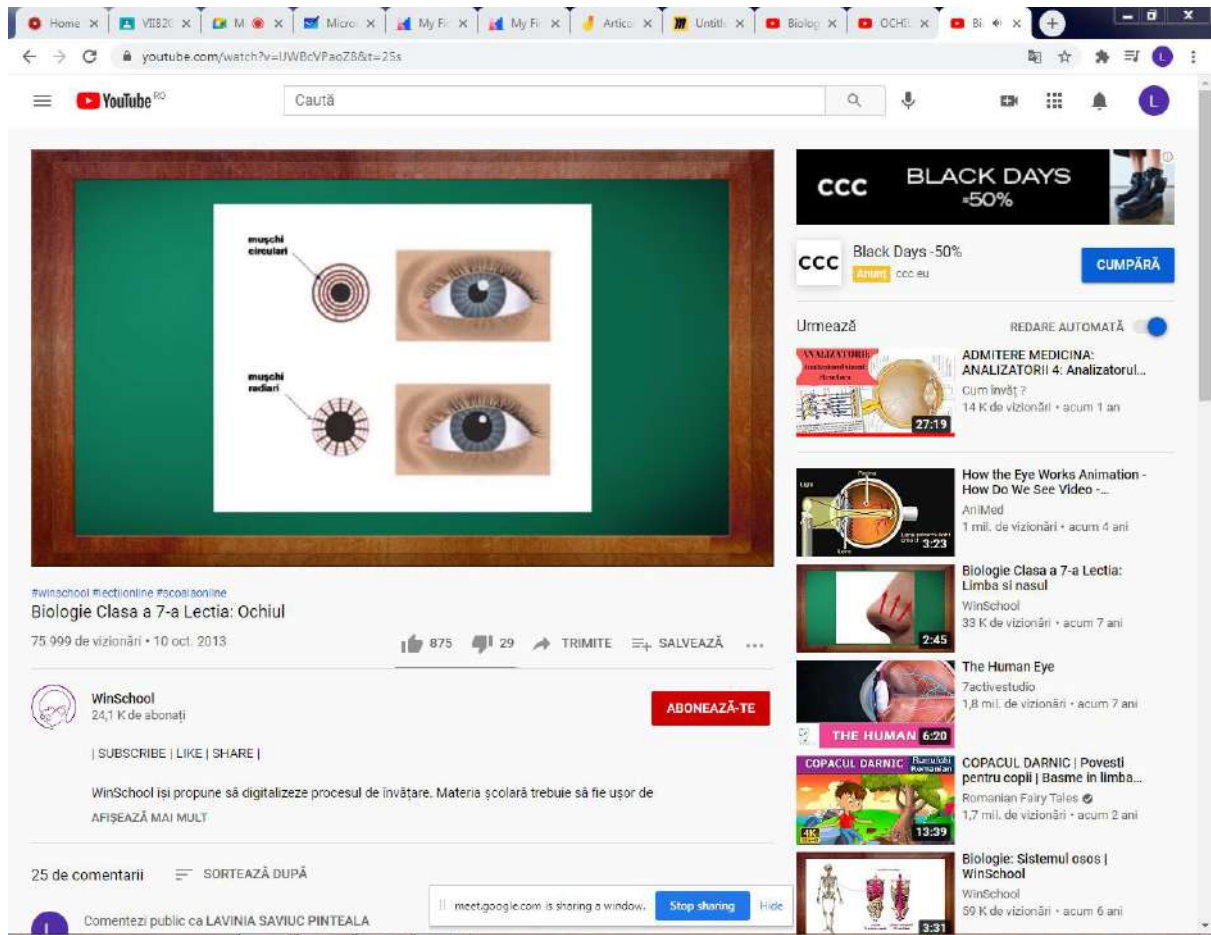 Home
VIIB20
M
Micro
My Fi
My Fi
Artico
Untitl
Biolog
OCHI
Bi
youtube.com/watch?v=IJWBcVPaoZ8&t=25s
YouTube RO
Caută
L
mușchi
circulari
mușchi
radiari
#winschool #lectiionline #scoalaonline
Biologie Clasa a 7-a Lectia: Ochiul
75.999 de vizionări • 10 oct. 2013
875 29 TRIMITE SALVEAZĂ
WinSchool
24,1 K de abonați
ABONEAZĂ-TE
| SUBSCRIBE | LIKE | SHARE |
WinSchool iși propune să digitalizeze procesul de învățare. Materia școlară trebuie să fie ușor de
AFIȘEAZĂ MAI MULT
25 de comentarii SORTEAZĂ DUPĂ
L
Comentezi public ca LAVINIA SAVIUC PINTEALA
meet.google.com is sharing a window. Stop sharing Hide
ccc BLACK DAYS
-50%
ccc
Black Days -50%
Anunț ccc.eu
CUMPĂRĂ
Urmează REDARE AUTOMATĂ
ANALIZATORII:
27:19
ADMITERE MEDICINA:
ANALIZATORII 4: Analizatorul...
Cum învăț ?
14 K de vizionări • acum 1 an
3:23
How the Eye Works Animation -
How Do We See Video -...
AniMed
1 mil. de vizionări • acum 4 ani
2:45
Biologie Clasa a 7-a Lectia:
Limba si nasul
WinSchool
33 K de vizionări • acum 7 ani
THE HUMAN 6:20
The Human Eye
7activestudio
1,8 mil. de vizionări • acum 7 ani
COPACUL DARNIC
Romanian
4K 13:39
COPACUL DARNIC | Povesti
pentru copii | Basme in limba...
Romanian Fairy Tales
1,7 mil. de vizionări • acum 2 ani
3:31
Biologie: Sistemul osos |
WinSchool
WinSchool
59 K de vizionări • acum 6 ani